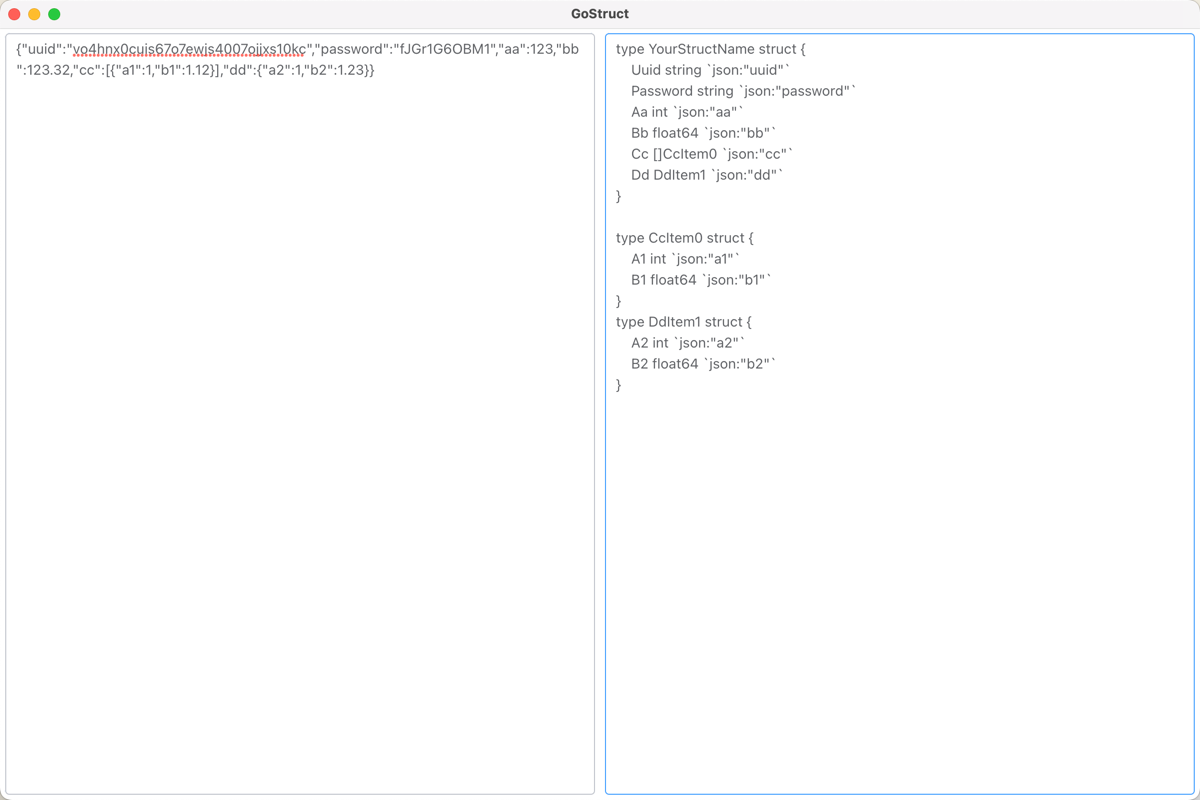 GoStruct
{"uuid":"vo4hnx0cujs67o7ewjs4007ojjxs10kc","password":"fJGr1G6OBM1","aa":123,"bb
":123.32,"cc":[{"a1":1,"b1":1.12}],"dd":{"a2":1,"b2":1.23}}
type YourStructName struct {
    Uuid string `json:"uuid"`
    Password string `json:"password"`
    Aa int `json:"aa"`
    Bb float64 `json:"bb"`
    Cc []CcItem0 `json:"cc"`
    Dd DdItem1 `json:"dd"`
}
type CcItem0 struct {
    A1 int `json:"a1"`
    B1 float64 `json:"b1"`
}
type DdItem1 struct {
    A2 int `json:"a2"`
    B2 float64 `json:"b2"`
}